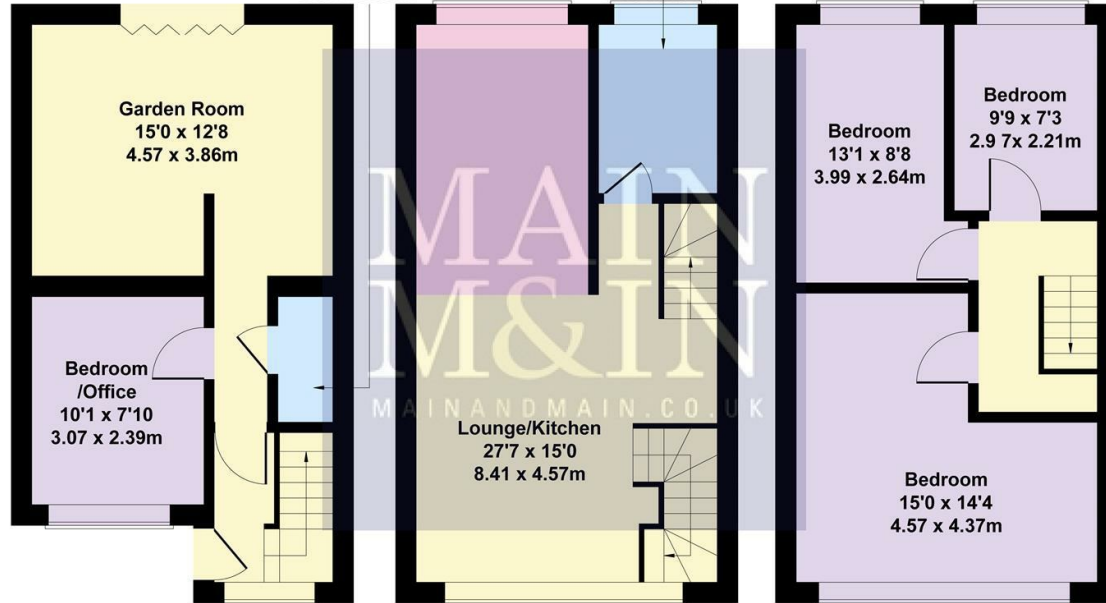 Garden Room
15'0 x 12'8
4.57 x 3.86m
Bedroom
/Office
10'1 x 7'10
3.07 x 2.39m
MAIN
M&IN
MAINANDMAIN.CO.UK
Lounge/Kitchen
27'7 x 15'0
8.41 x 4.57m
Bedroom
13'1 x 8'8
3.99 x 2.64m
Bedroom
9'9 x 7'3
2.9 7x 2.21m
Bedroom
15'0 x 14'4
4.57 x 4.37m